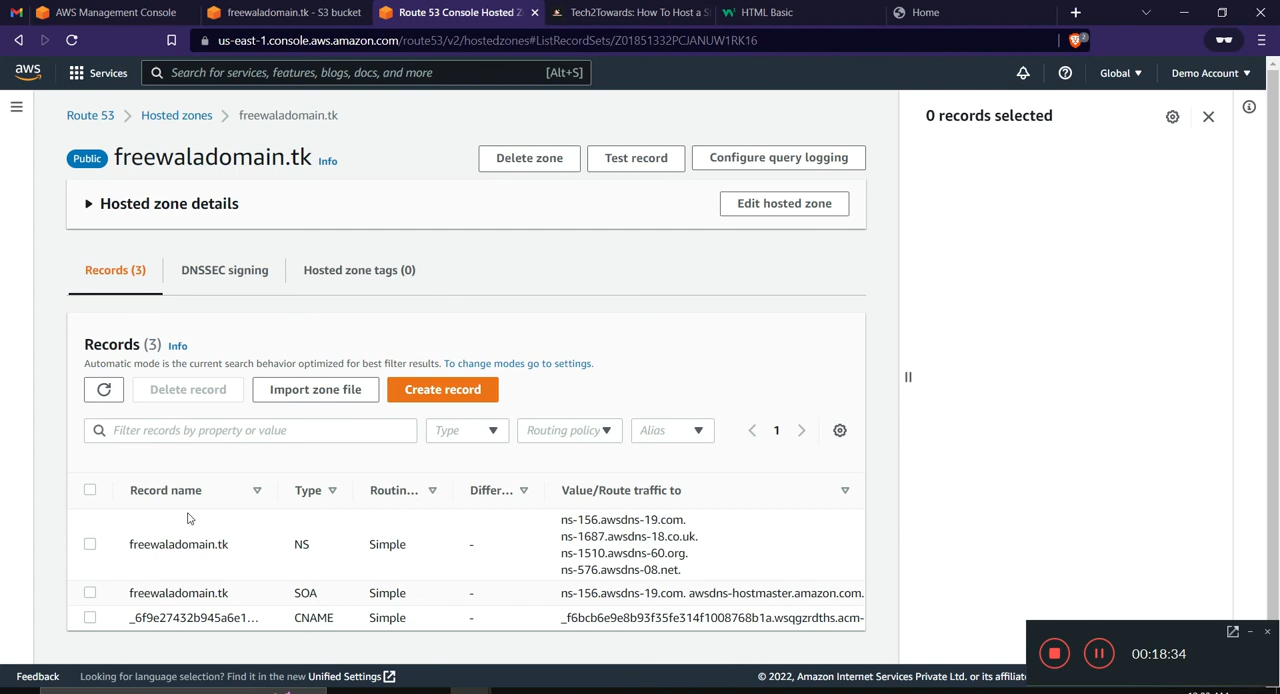 AWS Management Console
freewaladomain.tk - S3 bucket
Route 53 Console Hosted Z
Tech2Towards: How To Host a S
HTML Basic
Home
us-east-1.console.aws.amazon.com/route53/v2/hostedzones#ListRecordSets/Z01851332PCJANUW1RK16
2
aws
Services
Search for services, features, blogs, docs, and more
[Alt+S]
Global
Demo Account
Route 53
Hosted zones
freewaladomain.tk
Public
freewaladomain.tk
Info
Delete zone
Test record
Configure query logging
Hosted zone details
Edit hosted zone
Records (3)
DNSSEC signing
Hosted zone tags (0)
Records (3)
Info
Automatic mode is the current search behavior optimized for best filter results. To change modes go to settings.
Delete record
Import zone file
Create record
Filter records by property or value
Type
Routing policy
Alias
1
Record name
Type
Routin...
Differ...
Value/Route traffic to
freewaladomain.tk
NS
Simple
-
ns-156.awsdns-19.com.
ns-1687.awsdns-18.co.uk.
ns-1510.awsdns-60.org.
ns-576.awsdns-08.net.
freewaladomain.tk
SOA
Simple
-
ns-156.awsdns-19.com. awsdns-hostmaster.amazon.com.
_6f9e27432b945a6e1...
CNAME
Simple
-
_f6bcb6e9e8b93f35fe314f1008768b1a.wsqgzrdths.acm-
0 records selected
00:18:34
Feedback
Looking for language selection? Find it in the new Unified Settings
© 2022, Amazon Internet Services Private Ltd. or its affiliate